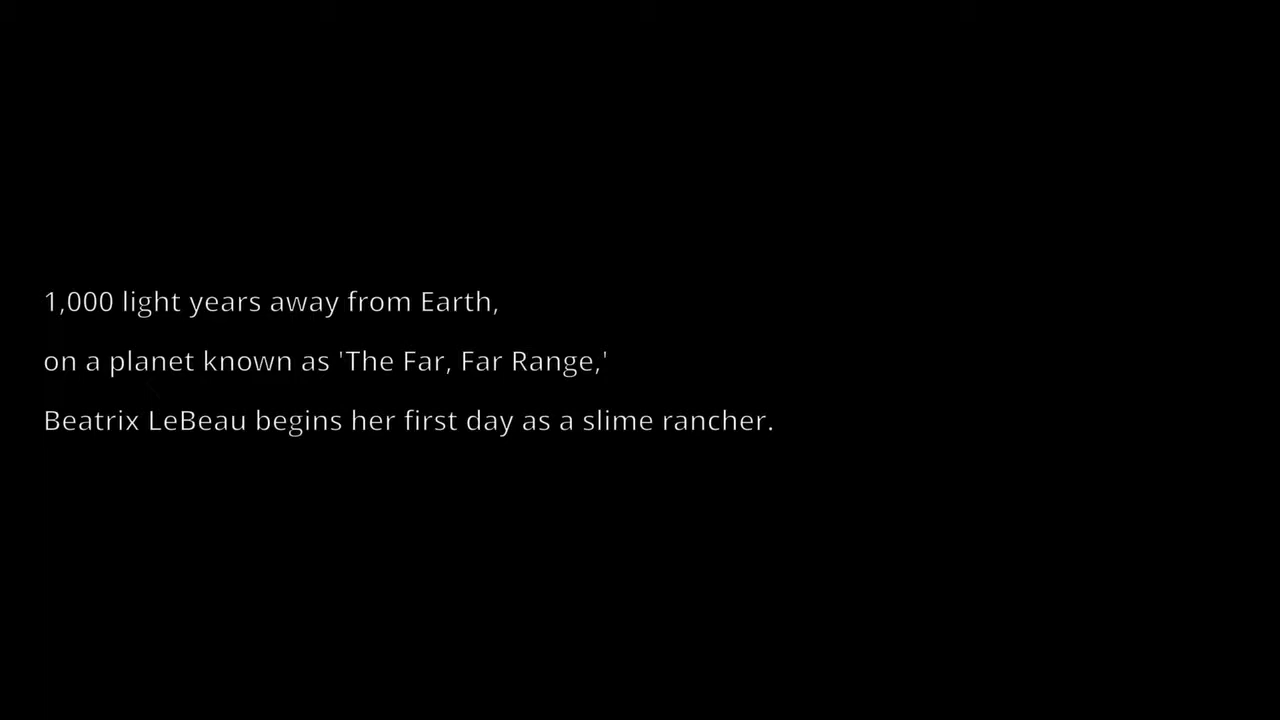 1,000 light years away from Earth,
on a planet known as 'The Far, Far Range,'
Beatrix LeBeau begins her first day as a slime rancher.